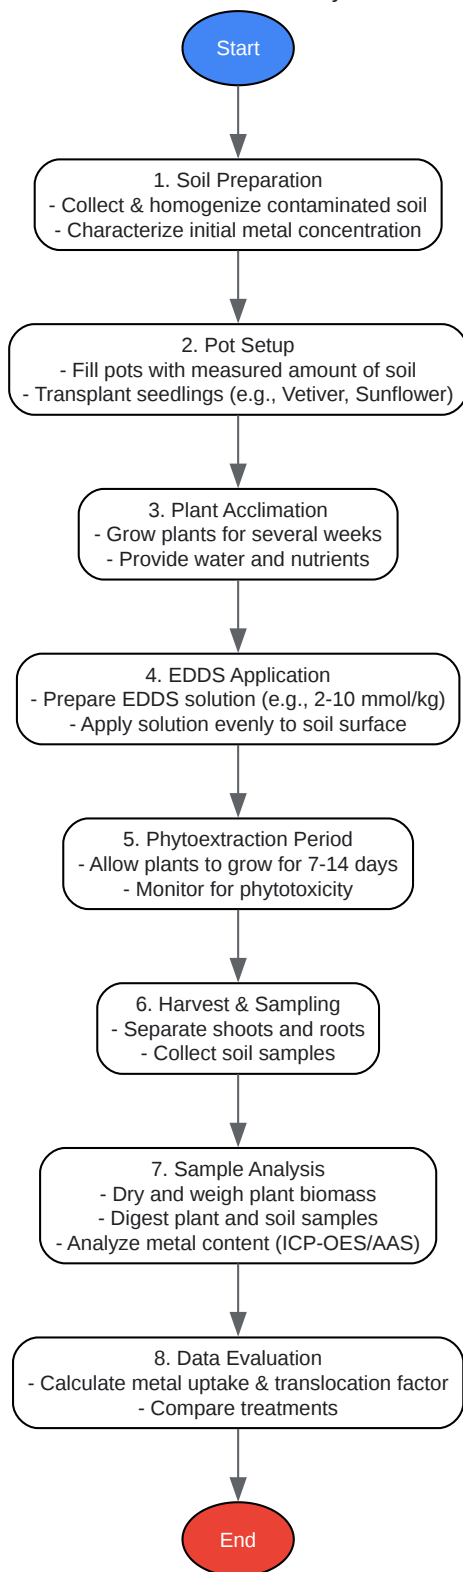 Start
1. Soil Preparation
- Collect & homogenize contaminated soil
- Characterize initial metal concentration
2. Pot Setup
- Fill pots with measured amount of soil
- Transplant seedlings (e.g., Vetiver, Sunflower)
3. Plant Acclimation
- Grow plants for several weeks
- Provide water and nutrients
4. EDDS Application
- Prepare EDDS solution (e.g., 2-10 mmol/kg)
- Apply solution evenly to soil surface
5. Phytoextraction Period
- Allow plants to grow for 7-14 days
- Monitor for phytotoxicity
6. Harvest & Sampling
- Separate shoots and roots
- Collect soil samples
7. Sample Analysis
- Dry and weigh plant biomass
- Digest plant and soil samples
- Analyze metal content (ICP-OES/AAS)
8. Data Evaluation
- Calculate metal uptake & translocation factor
- Compare treatments
End